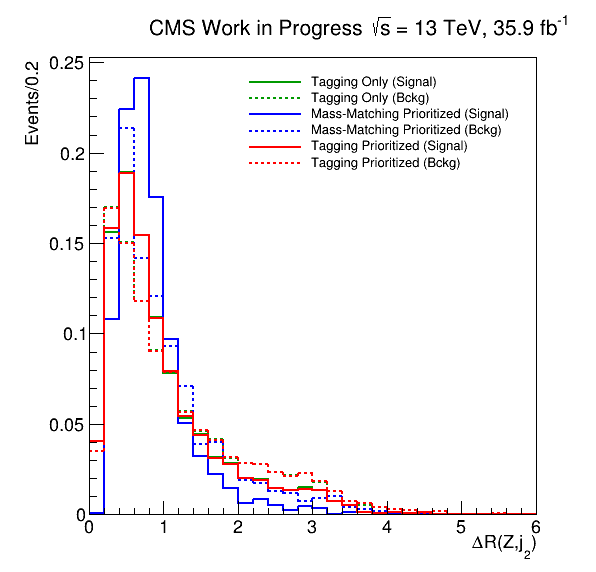 CMS Work in Progress √s = 13 TeV, 35.9 fb⁻¹
Events/0.2
0.25
0.2
0.15
0.1
0.05
0
Tagging Only (Signal)
Tagging Only (Bckg)
Mass-Matching Prioritized (Signal)
Mass-Matching Prioritized (Bckg)
Tagging Prioritized (Signal)
Tagging Prioritized (Bckg)
0 1 2 3 4 5 6
ΔR(Z,j₂)